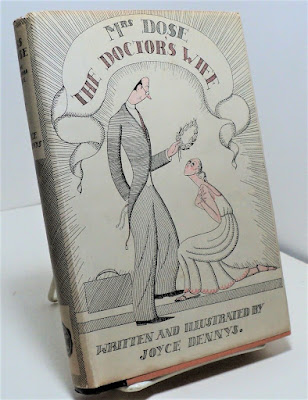 MRS DOSE
THE DOCTORS WIFE
WRITTEN AND ILLUSTRATED BY
JOYCE DENNYS.